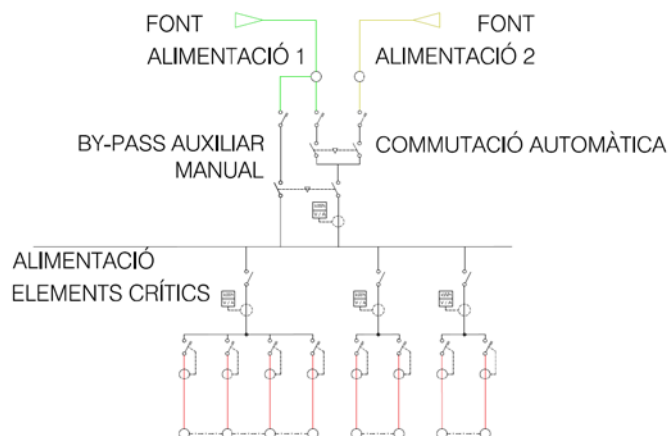 FONT
ALIMENTACIÓ 1
FONT
ALIMENTACIÓ 2
BY-PASS AUXILIAR
MANUAL
COMMUTACIÓ AUTOMÀTICA
ALIMENTACIÓ
ELEMENTS CRÍTICS